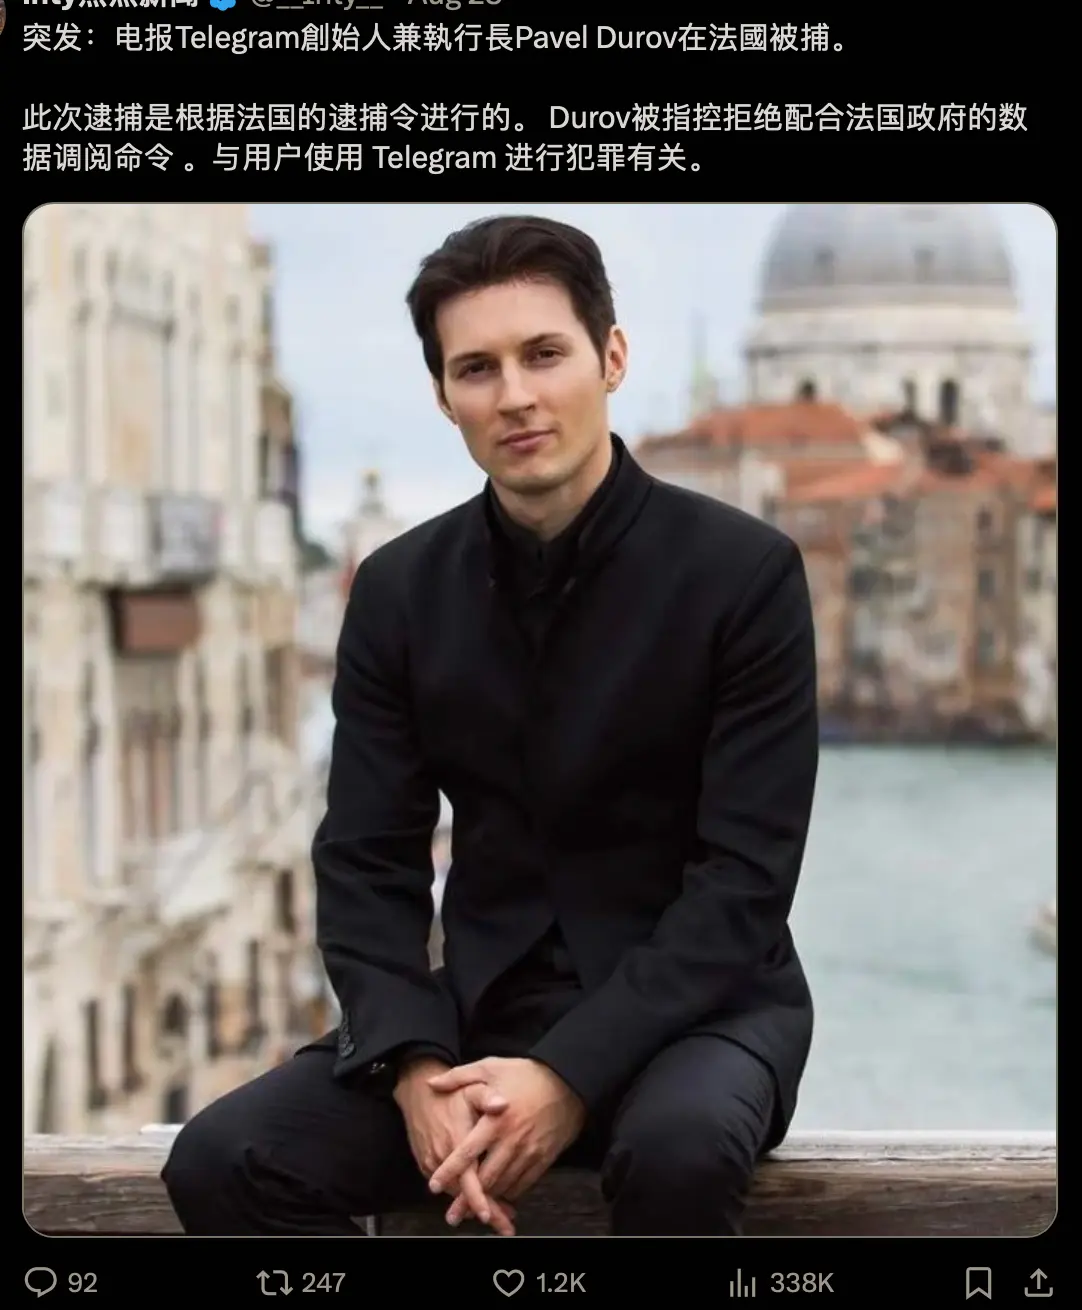 突发：电报Telegram創始人兼執行長Pavel Durov在法國被捕。
此次逮捕是根据法国的逮捕令进行的。 Durov被指控拒绝配合法国政府的数
据调阅命令 。与用户使用 Telegram 进行犯罪有关。
92 247 1.2K 338K